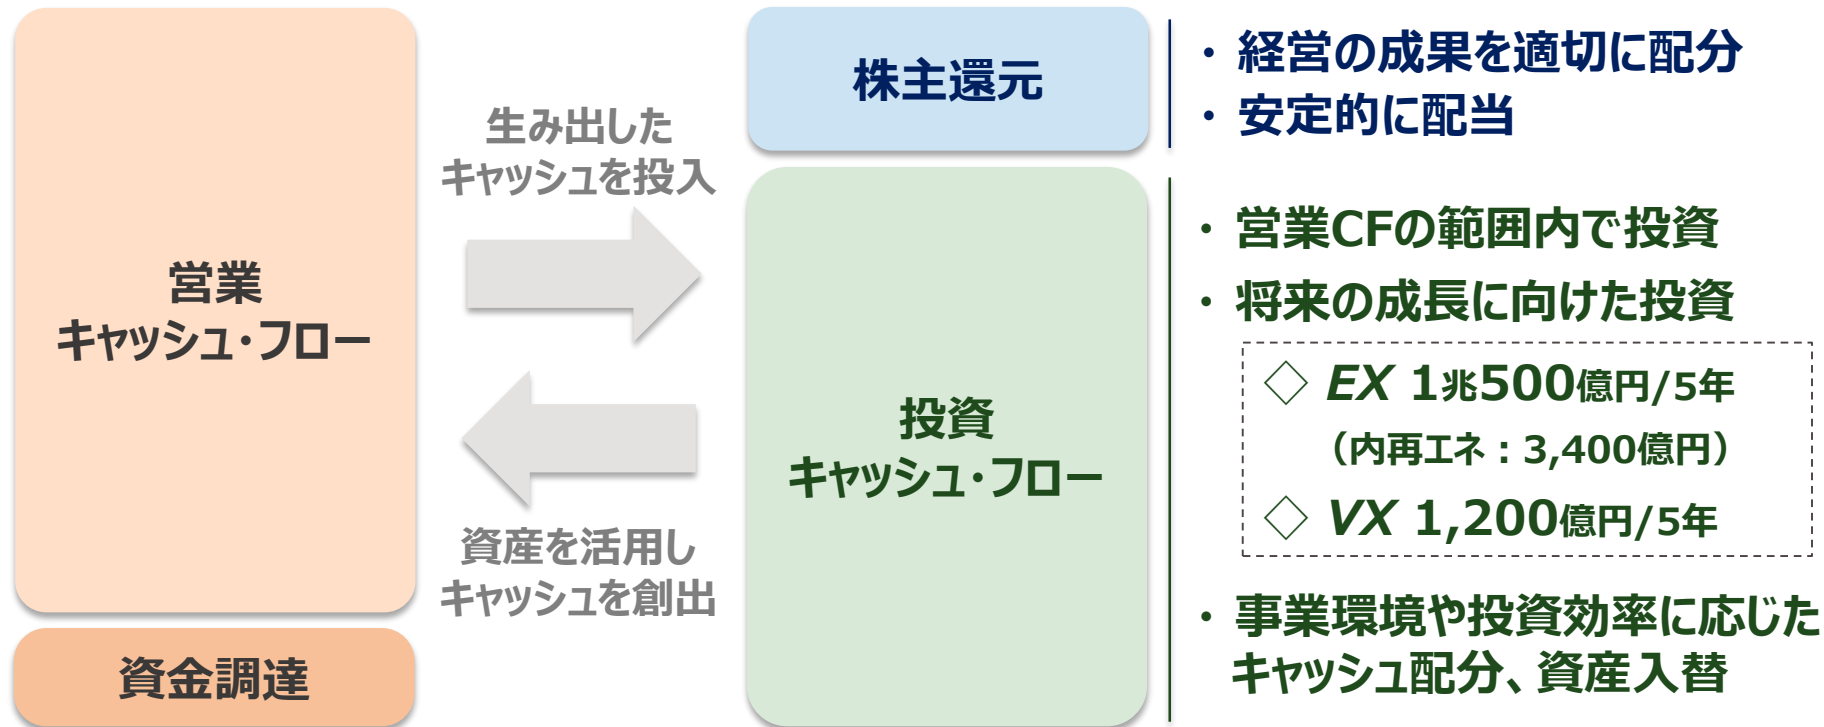 営業
キャッシュ・フロー
資金調達
生み出した
キャッシュを投入
資産を活用し
キャッシュを創出
株主還元
投資
キャッシュ・フロー
・ 経営の成果を適切に配分
・ 安定的に配当
・ 営業CFの範囲内で投資
・ 将来の成長に向けた投資
◇ EX 1兆500億円/5年
（内再エネ：3,400億円）
◇ VX 1,200億円/5年
・ 事業環境や投資効率に応じた
キャッシュ配分、資産入替